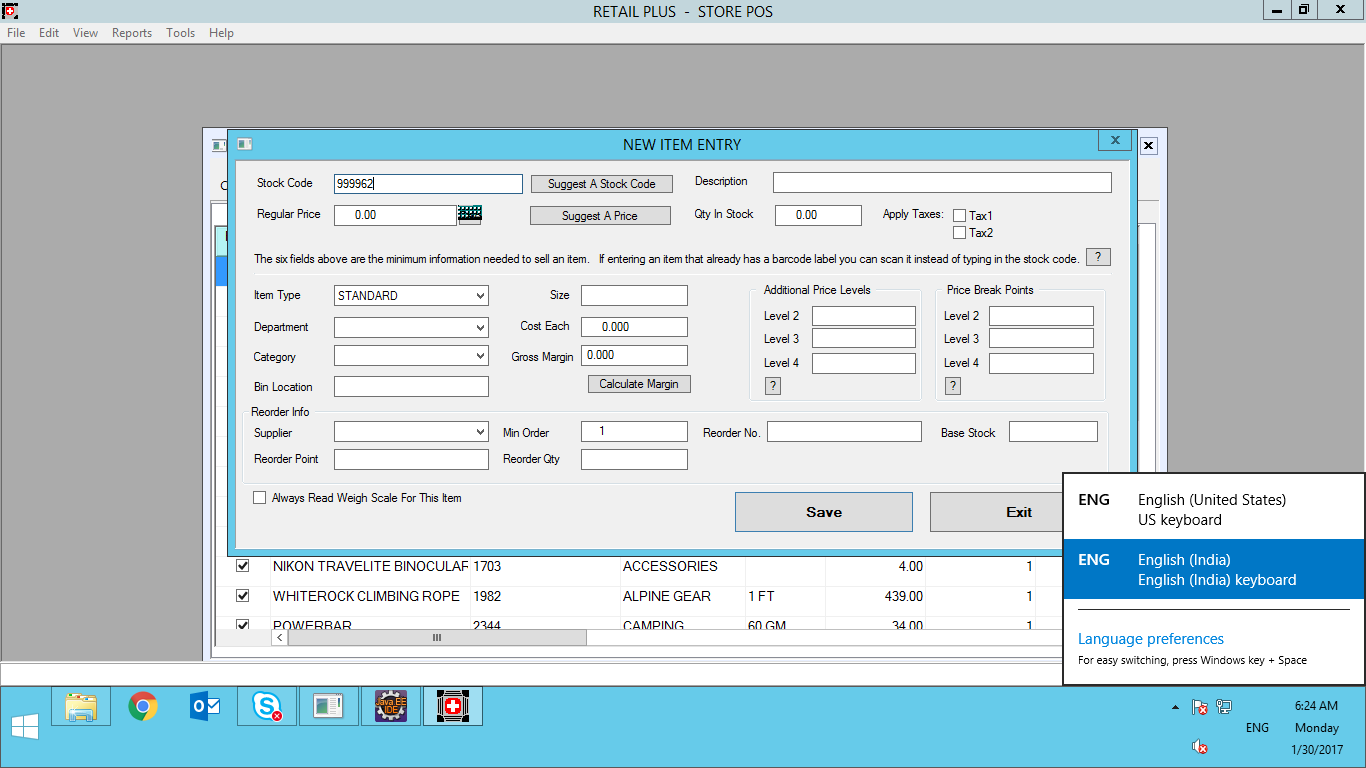 RETAIL PLUS - STORE POS
File Edit View Reports Tools Help
NEW ITEM ENTRY
Stock Code 999962 Suggest A Stock Code Description
Regular Price 0.00 Suggest A Price Qty In Stock 0.00 Apply Taxes: Tax1
Tax2
The six fields above are the minimum information needed to sell an item. If entering an item that already has a barcode label you can scan it instead of typing in the stock code. ?
Additional Price Levels Price Break Points
Item Type STANDARD Size
Level 2 Level 2
Department Cost Each 0.000
Level 3 Level 3
Category Gross Margin 0.000
Level 4 Level 4
Bin Location Calculate Margin ? ?
Reorder Info
Supplier Min Order 1 Reorder No. Base Stock
Reorder Point Reorder Qty
Always Read Weigh Scale For This Item
Save Exit
NIKON TRAVELITE BINOCULAR 1703 ACCESSORIES 4.00 1
WHITEROCK CLIMBING ROPE 1982 ALPINE GEAR 1 FT 439.00 1
POWERBAR 2344 CAMPING 60 GM 34.00 1
ENG English (United States)
US keyboard
ENG English (India)
English (India) keyboard
Language preferences
For easy switching, press Windows key + Space
Java EE
IDE
6:24 AM
ENG Monday
1/30/2017